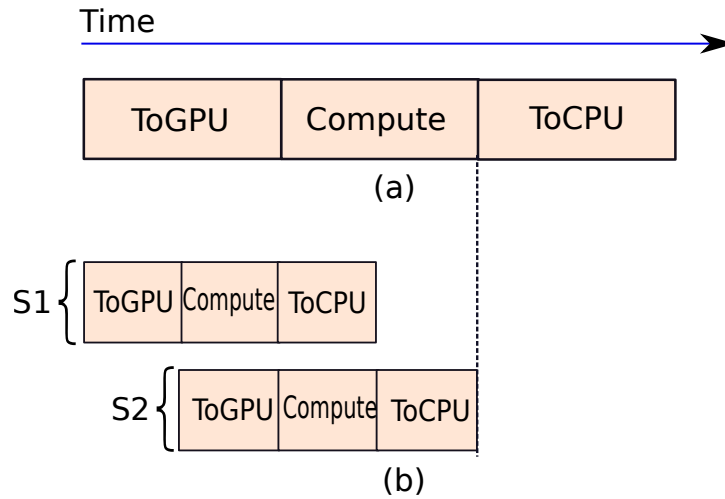 Time
ToGPU Compute ToCPU
(a)
S1 ToGPU Compute ToCPU
S2 ToGPU Compute ToCPU
(b)